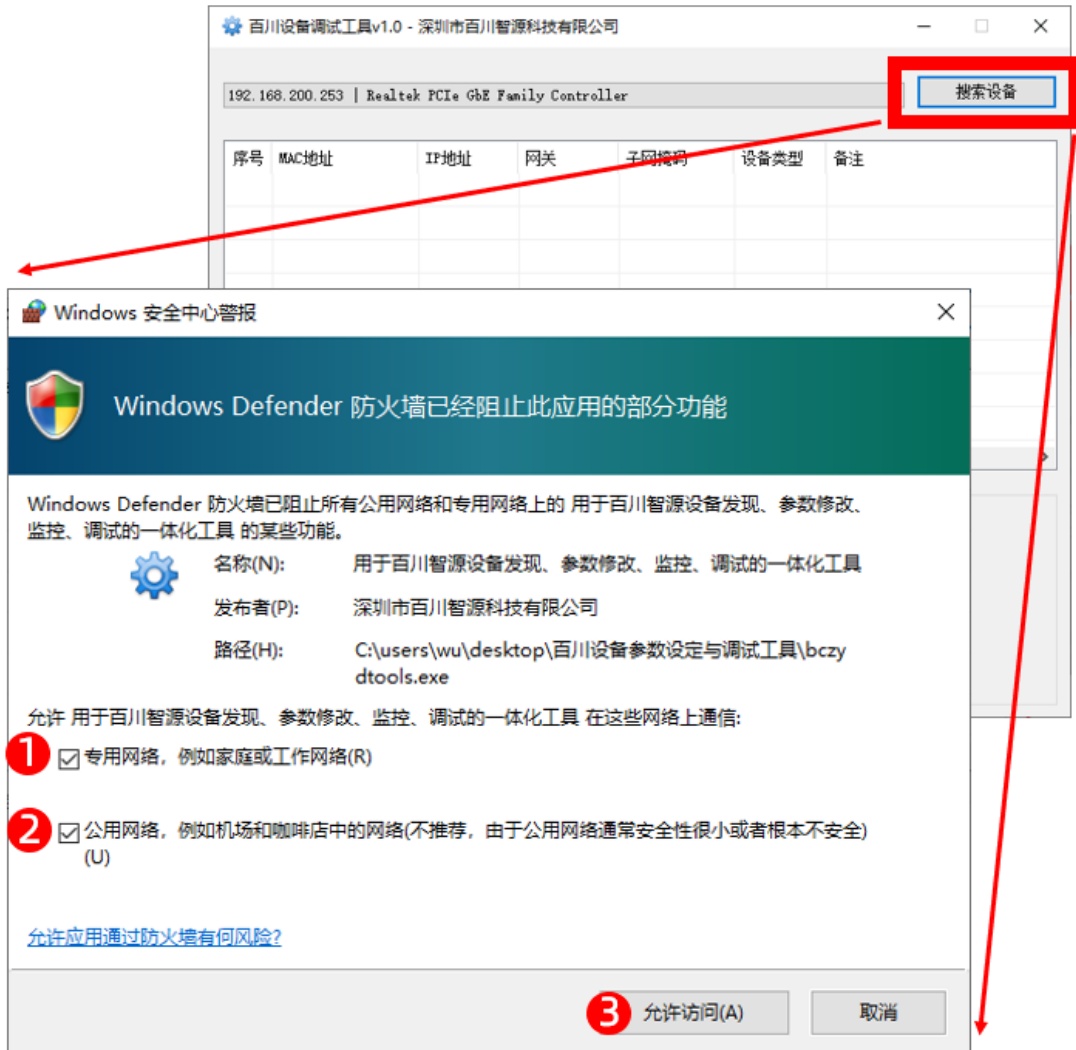 百川设备调试工具v1.0 - 深圳市百川智源科技有限公司
192.168.200.253 | Realtek PCIe GbE Family Controller
搜索设备
序号 MAC地址 IP地址 网关 子网掩码 设备类型 备注
Windows 安全中心警报
Windows Defender 防火墙已经阻止此应用的部分功能
Windows Defender 防火墙已阻止所有公用网络和专用网络上的 用于百川智源设备发现、参数修改、
监控、调试的一体化工具 的某些功能。
名称(N): 用于百川智源设备发现、参数修改、监控、调试的一体化工具
发布者(P): 深圳市百川智源科技有限公司
路径(H): C:\users\wu\desktop\百川设备参数设定与调试工具\bczy
dtools.exe
允许 用于百川智源设备发现、参数修改、监控、调试的一体化工具 在这些网络上通信:
1 专用网络，例如家庭或工作网络(R)
2 公用网络，例如机场和咖啡店中的网络(不推荐，由于公用网络通常安全性很小或者根本不安全)
(U)
允许应用通过防火墙有何风险?
3 允许访问(A) 取消